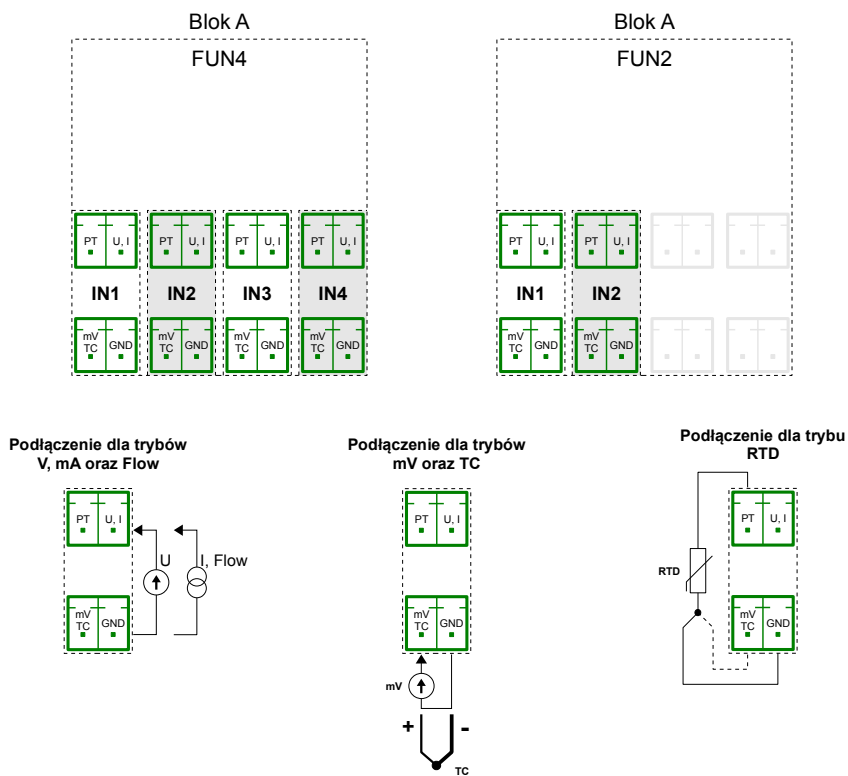 Blok A
FUN4
PT U, I PT U, I PT U, I PT U, I
IN1 IN2 IN3 IN4
mV TC GND mV TC GND mV TC GND mV TC GND
Blok A
FUN2
PT U, I PT U, I
IN1 IN2
mV TC GND mV TC GND
Podłączenie dla trybów
V, mA oraz Flow
PT U, I
U I, Flow
mV
TC GND
Podłączenie dla trybów
mV oraz TC
PT U, I
mV
TC GND
mV
+ -
TC
Podłączenie dla trybu
RTD
PT U, I
RTD
mV
TC GND